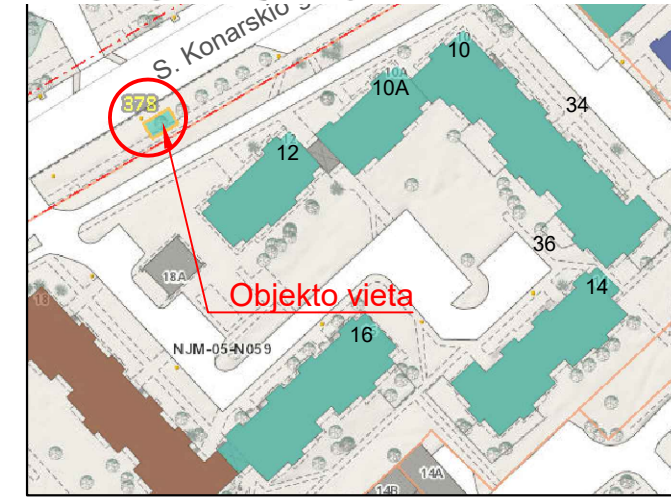 S. Konarskio g
10
10
10A
10A
34
378
12
36
18A
14
18
Objekto vieta
16
NJM-05-N059
14A
14B